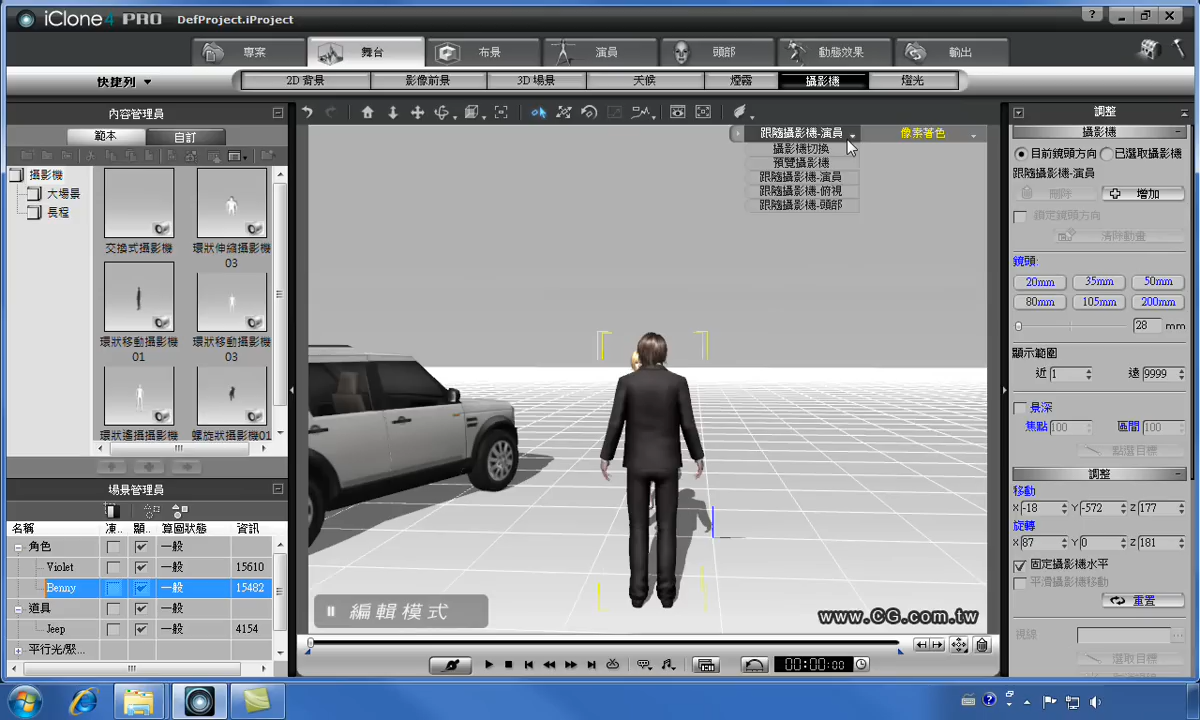 iClone4 PRO DefProject.iProject
專案 舞台 布景 演員 頭部 動態效果 輸出
快捷列
2D 背景 影像前景 3D 場景 天候 煙霧 攝影機 燈光
內容管理員
範本 自訂
攝影機
大場景
長程
交換式攝影機
環狀伸縮攝影機
03
環狀移動攝影機
01
環狀移動攝影機
03
環狀遙攝攝影機
螺旋狀攝影機01
場景管理員
名稱 凍.. 顯.. 算圖狀態 資訊
角色 一般
Violet 一般 15610
Benny 一般 15482
道具 一般
Jeep 一般 4154
平行光/聚... 一般
跟隨攝影機-演員 像素著色
攝影機切換
預覽攝影機
跟隨攝影機-演員
跟隨攝影機-俯視
跟隨攝影機-頭部
編輯模式
www.CG.com.tw
00:00:00
調整
攝影機
目前鏡頭方向 已選取攝影機
跟隨攝影機-演員
刪除 增加
鎖定鏡頭方向
清除動畫
鏡頭:
20mm 35mm 50mm
80mm 105mm 200mm
28 mm
顯示範圍
近 1 遠 9999
景深
焦點 100 區間 100
點選目標
調整
移動
X -18 Y -572 Z 177
旋轉
X 87 Y 0 Z 181
固定攝影機水平
平滑攝影機移動
重置
視線
選取目標